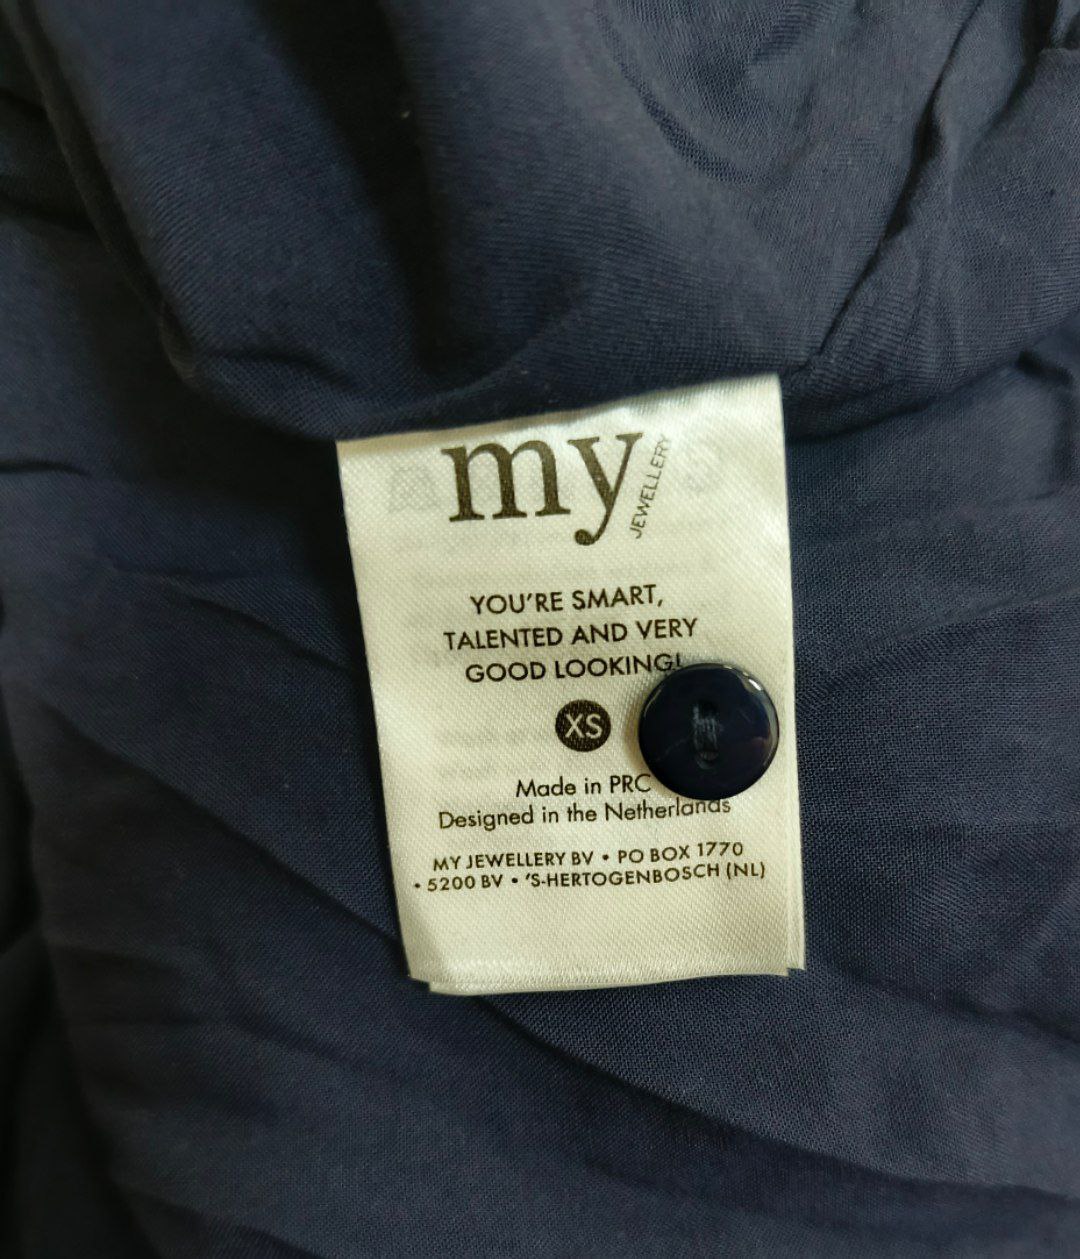 my
JEWELLERY
YOU'RE SMART,
TALENTED AND VERY
GOOD LOOKING!
XS
Made in PRC
Designed in the Netherlands
MY JEWELLERY BV • PO BOX 1770
• 5200 BV • 'S-HERTOGENBOSCH (NL)